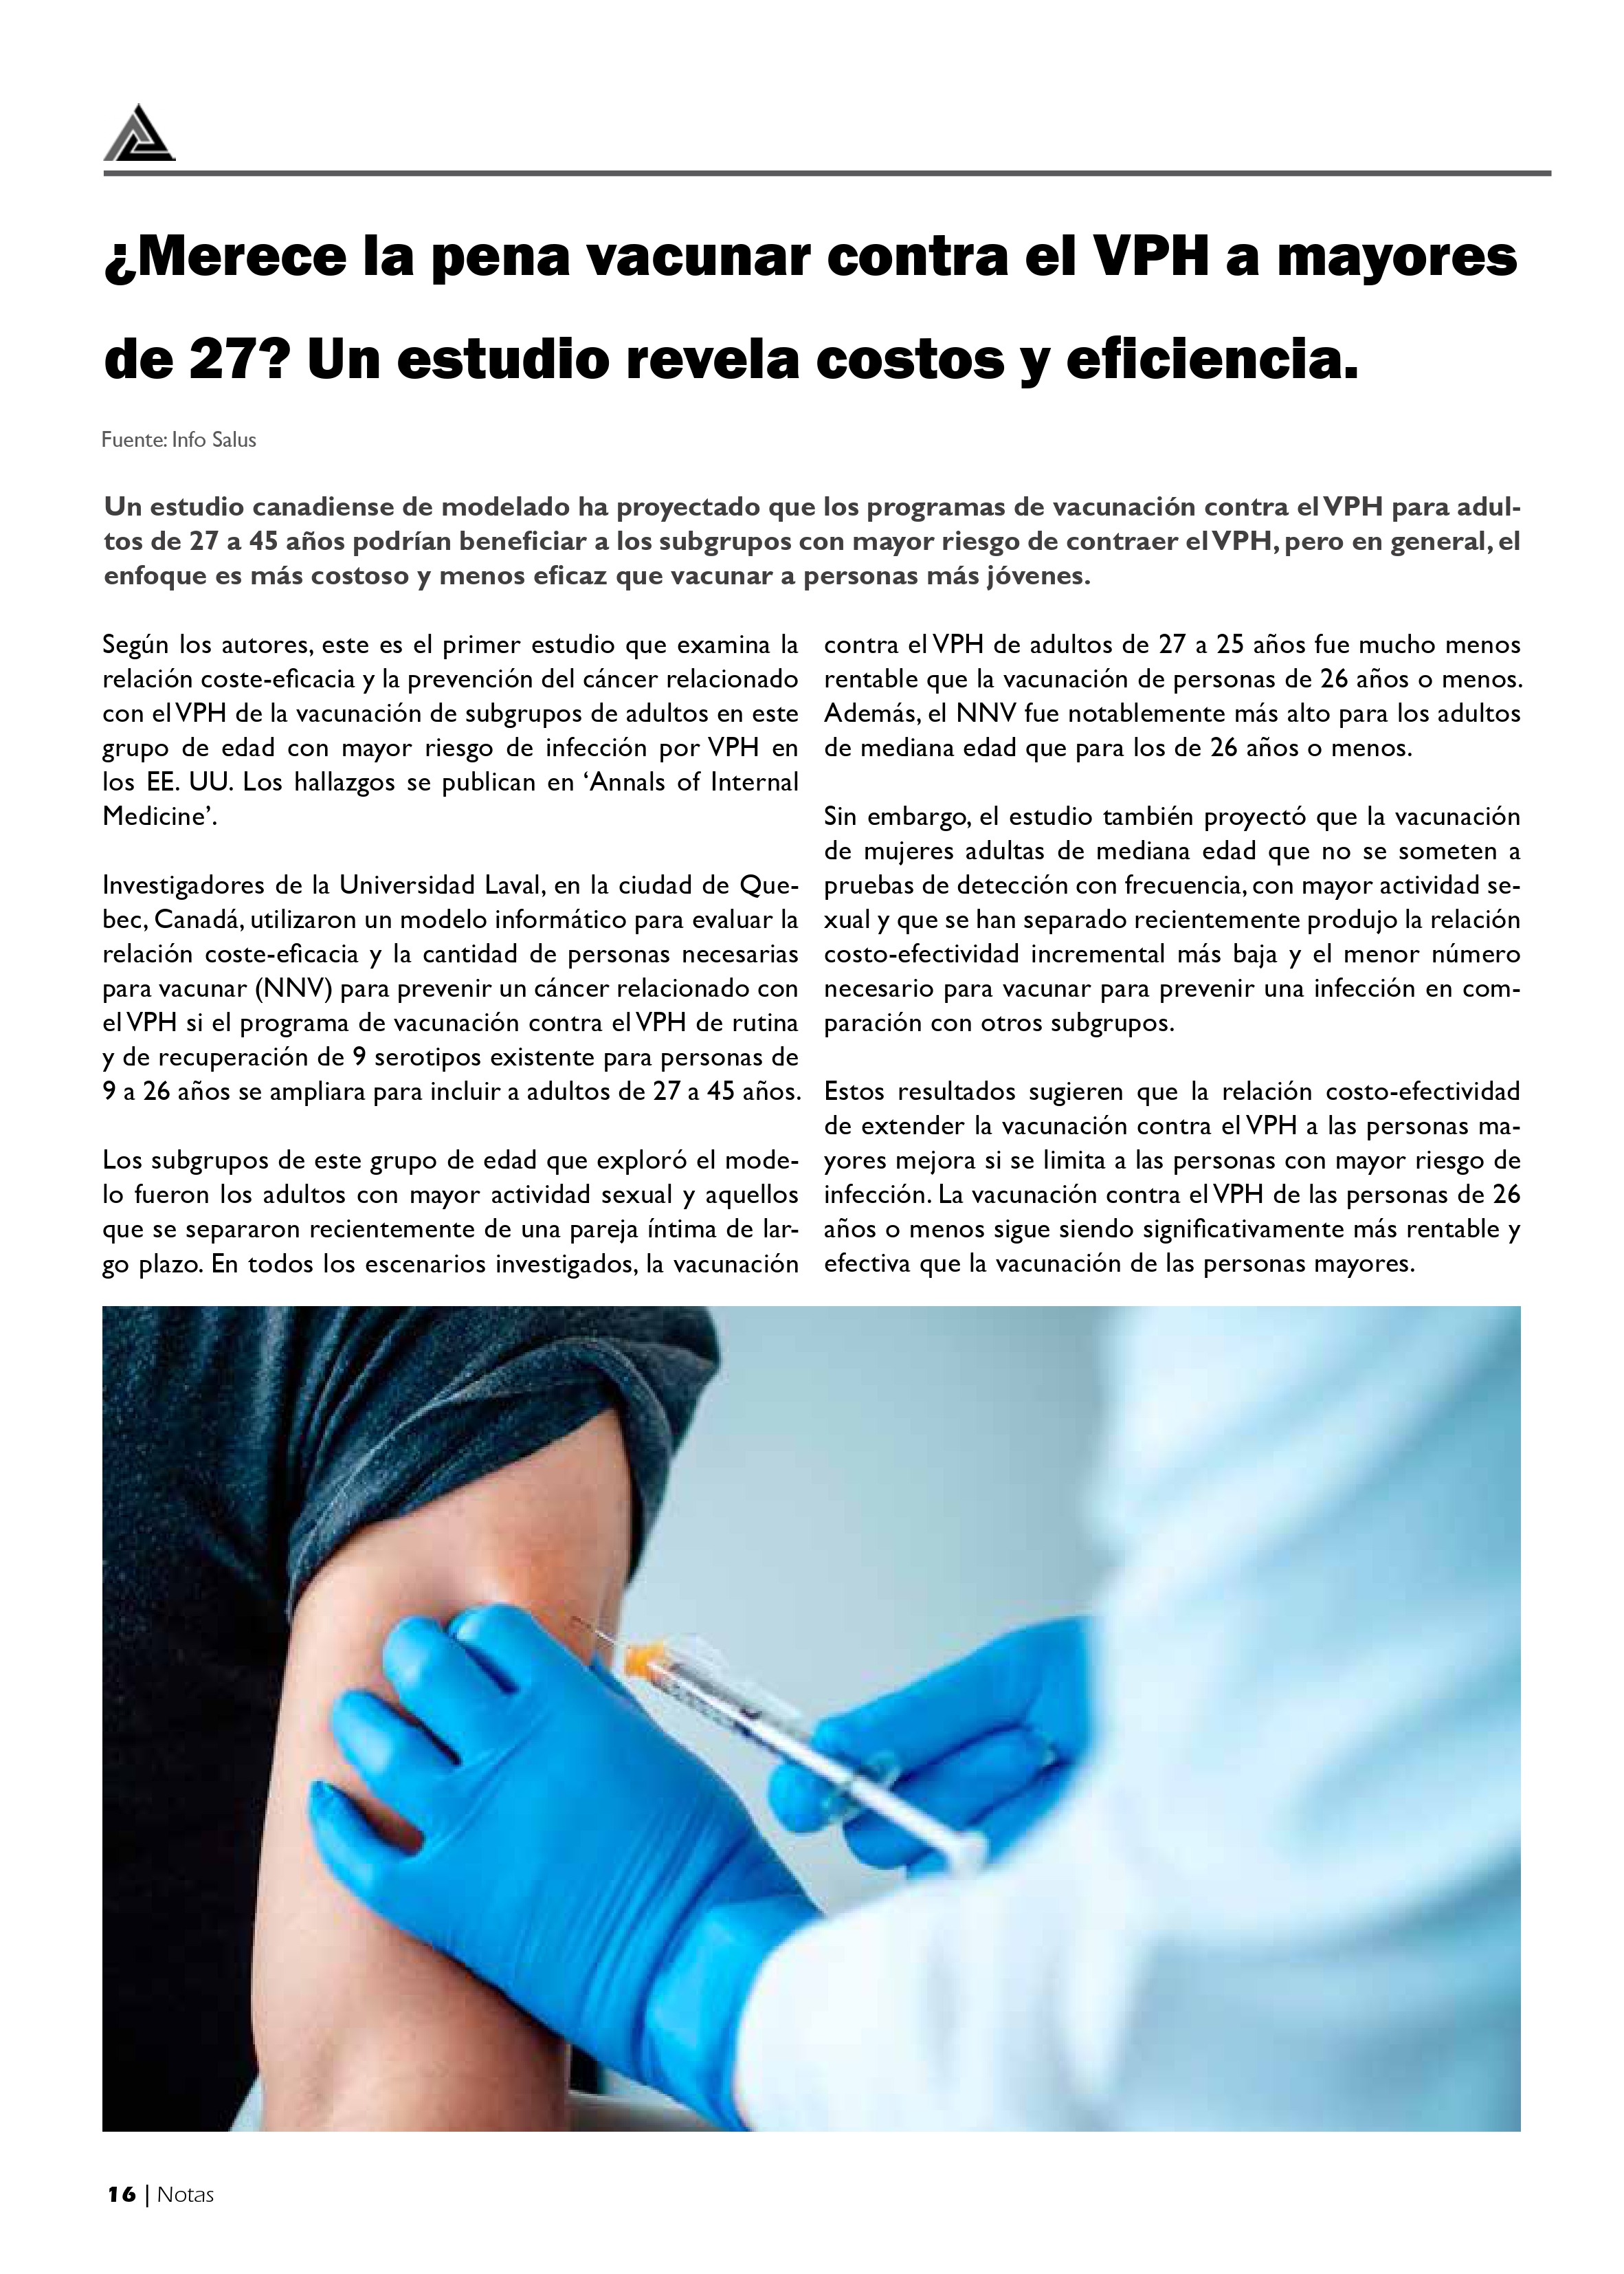 ¿Merece la pena vacunar contra el VPH a mayores
de 27? Un estudio revela costos y eficiencia.
Fuente: Info Salus
Un estudio canadiense de modelado ha proyectado que los programas de vacunación contra el VPH para adul-
tos de 27 a 45 años podrían beneficiar a los subgrupos con mayor riesgo de contraer el VPH, pero en general, el
enfoque es más costoso y menos eficaz que vacunar a personas más jóvenes.
Según los autores, este es el primer estudio que examina la
relación coste-eficacia y la prevención del cáncer relacionado
con el VPH de la vacunación de subgrupos de adultos en este
grupo de edad con mayor riesgo de infección por VPH en
los EE. UU. Los hallazgos se publican en ‘Annals of Internal
Medicine’.
Investigadores de la Universidad Laval, en la ciudad de Que-
bec, Canadá, utilizaron un modelo informático para evaluar la
relación coste-eficacia y la cantidad de personas necesarias
para vacunar (NNV) para prevenir un cáncer relacionado con
el VPH si el programa de vacunación contra el VPH de rutina
y de recuperación de 9 serotipos existente para personas de
9 a 26 años se ampliara para incluir a adultos de 27 a 45 años.
Los subgrupos de este grupo de edad que exploró el mode-
lo fueron los adultos con mayor actividad sexual y aquellos
que se separaron recientemente de una pareja íntima de lar-
go plazo. En todos los escenarios investigados, la vacunación
contra el VPH de adultos de 27 a 25 años fue mucho menos
rentable que la vacunación de personas de 26 años o menos.
Además, el NNV fue notablemente más alto para los adultos
de mediana edad que para los de 26 años o menos.
Sin embargo, el estudio también proyectó que la vacunación
de mujeres adultas de mediana edad que no se someten a
pruebas de detección con frecuencia, con mayor actividad se-
xual y que se han separado recientemente produjo la relación
costo-efectividad incremental más baja y el menor número
necesario para vacunar para prevenir una infección en com-
paración con otros subgrupos.
Estos resultados sugieren que la relación costo-efectividad
de extender la vacunación contra el VPH a las personas ma-
yores mejora si se limita a las personas con mayor riesgo de
infección. La vacunación contra el VPH de las personas de 26
años o menos sigue siendo significativamente más rentable y
efectiva que la vacunación de las personas mayores.
16 | Notas